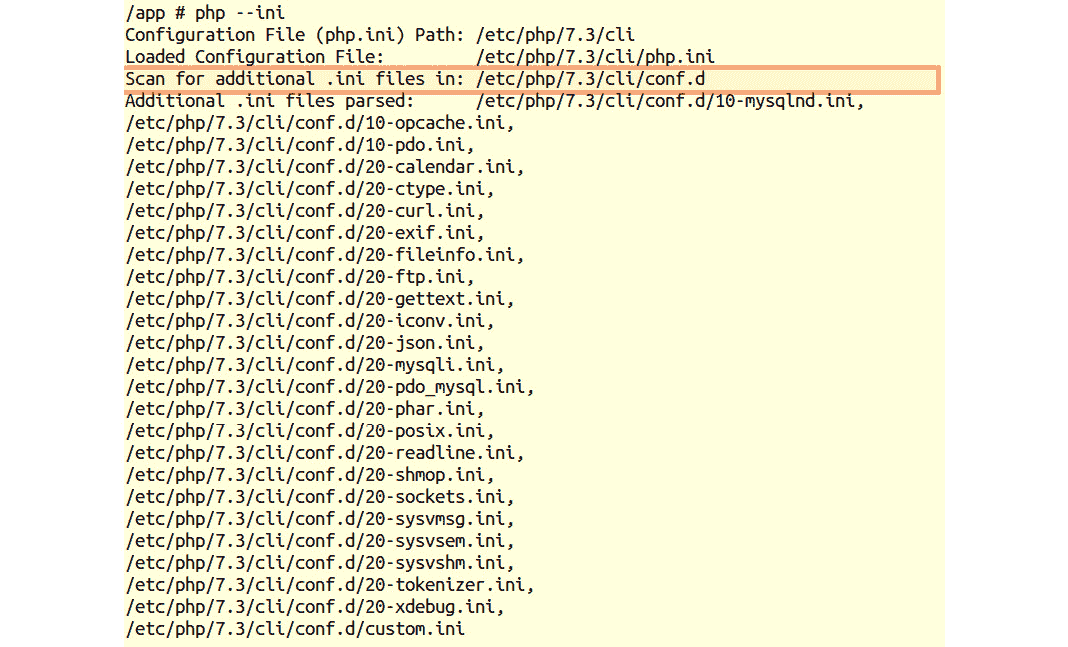 /app # php --ini
Configuration File (php.ini) Path: /etc/php/7.3/cli
Loaded Configuration File:         /etc/php/7.3/cli/php.ini
Scan for additional .ini files in: /etc/php/7.3/cli/conf.d
Additional .ini files parsed:      /etc/php/7.3/cli/conf.d/10-mysqlnd.ini,
/etc/php/7.3/cli/conf.d/10-opcache.ini,
/etc/php/7.3/cli/conf.d/10-pdo.ini,
/etc/php/7.3/cli/conf.d/20-calendar.ini,
/etc/php/7.3/cli/conf.d/20-ctype.ini,
/etc/php/7.3/cli/conf.d/20-curl.ini,
/etc/php/7.3/cli/conf.d/20-exif.ini,
/etc/php/7.3/cli/conf.d/20-fileinfo.ini,
/etc/php/7.3/cli/conf.d/20-ftp.ini,
/etc/php/7.3/cli/conf.d/20-gettext.ini,
/etc/php/7.3/cli/conf.d/20-iconv.ini,
/etc/php/7.3/cli/conf.d/20-json.ini,
/etc/php/7.3/cli/conf.d/20-mysqli.ini,
/etc/php/7.3/cli/conf.d/20-pdo_mysql.ini,
/etc/php/7.3/cli/conf.d/20-phar.ini,
/etc/php/7.3/cli/conf.d/20-posix.ini,
/etc/php/7.3/cli/conf.d/20-readline.ini,
/etc/php/7.3/cli/conf.d/20-shmop.ini,
/etc/php/7.3/cli/conf.d/20-sockets.ini,
/etc/php/7.3/cli/conf.d/20-sysvmsg.ini,
/etc/php/7.3/cli/conf.d/20-sysvsem.ini,
/etc/php/7.3/cli/conf.d/20-sysvshm.ini,
/etc/php/7.3/cli/conf.d/20-tokenizer.ini,
/etc/php/7.3/cli/conf.d/20-xdebug.ini,
/etc/php/7.3/cli/conf.d/custom.ini